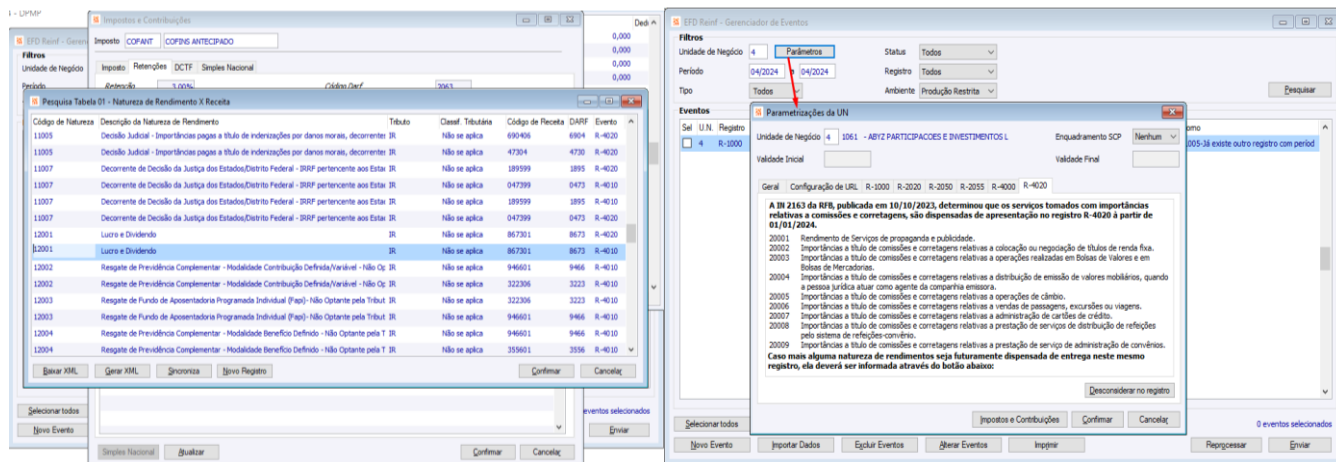 - DPMP
Impostos e Contribuições
Imposto COFANT COFINS ANTECIPADO
Imposto Retenções DCTF Simples Nacional
Retenção 3,00% Código Darf 2063
EFD Reinf - Geren
Filtros
Unidade de Negócio
Período
Ded
0,000
0,000
0,000
0,000
Pesquisa Tabela 01 - Natureza de Rendimento X Receita
Código de Natureza Descrição da Natureza de Rendimento Tributo Classif. Tributária Código de Receita DARF Evento
11005 Decisão Judicial - Importâncias pagas a título de indenizações por danos morais, decorrentes IR Não se aplica 690406 6904 R-4020
11005 Decisão Judicial - Importâncias pagas a título de indenizações por danos morais, decorrentes IR Não se aplica 47304 4730 R-4020
11007 Decorrente de Decisão da Justiça dos Estados/Distrito Federal - IRRF pertencente aos Estac IR Não se aplica 189599 1895 R-4020
11007 Decorrente de Decisão da Justiça dos Estados/Distrito Federal - IRRF pertencente aos Estac IR Não se aplica 047399 0473 R-4010
11007 Decorrente de Decisão da Justiça dos Estados/Distrito Federal - IRRF pertencente aos Estac IR Não se aplica 189599 1895 R-4010
11007 Decorrente de Decisão da Justiça dos Estados/Distrito Federal - IRRF pertencente aos Estac IR Não se aplica 047399 0473 R-4020
12001 Lucro e Dividendo IR Não se aplica 867301 8673 R-4020
12001 Lucro e Dividendo IR Não se aplica 867301 8673 R-4010
12002 Resgate de Previdência Complementar - Modalidade Contribuição Definida/Variável - Não Op IR Não se aplica 946601 9466 R-4010
12002 Resgate de Previdência Complementar - Modalidade Contribuição Definida/Variável - Não Op IR Não se aplica 322306 3223 R-4010
12003 Resgate de Fundo de Aposentadoria Programada Individual (Fapi)- Não Optante pela Tribut IR Não se aplica 322306 3223 R-4010
12003 Resgate de Fundo de Aposentadoria Programada Individual (Fapi)- Não Optante pela Tribut IR Não se aplica 946601 9466 R-4010
12004 Resgate de Previdência Complementar - Modalidade Benefício Definido - Não Optante pela T IR Não se aplica 946601 9466 R-4010
12004 Resgate de Previdência Complementar - Modalidade Benefício Definido - Não Optante pela T IR Não se aplica 355601 3556 R-4010
Baixar XML Gerar XML Sincroniza Novo Registro Confirmar Cancelar
Selecionar todos
eventos selecionados
Novo Evento
Enviar
Simples Nacional Atualizar Confirmar Cancelar
EFD Reinf - Gerenciador de Eventos
Filtros
Unidade de Negócio 4 Parâmetros Status Todos
Período 04/2024 a 04/2024 Registro Todos
Tipo Todos Ambiente Produção Restrita Pesquisar
Eventos
Sel U.N. Registro
4 R-1000
orno
1005-Já existe outro registro com períod
Parametrizações da UN
Unidade de Negócio 4 1061 - ABYZ PARTICIPACOES E INVESTIMENTOS L Enquadramento SCP Nenhum
Validade Inicial Validade Final
Geral Configuração de URL R-1000 R-2020 R-2050 R-2055 R-4000 R-4020
A IN 2163 da RFB, publicada em 10/10/2023, determinou que os serviços tomados com importâncias
relativas a comissões e corretagens, são dispensadas de apresentação no registro R-4020 à partir de
01/01/2024.
20001 Rendimento de Serviços de propaganda e publicidade.
20002 Importâncias a título de comissões e corretagens relativas a colocação ou negociação de títulos de renda fixa.
20003 Importâncias a título de comissões e corretagens relativas a operações realizadas em Bolsas de Valores e em
Bolsas de Mercadorias.
20004 Importâncias a título de comissões e corretagens relativas a distribuição de emissão de valores mobiliários, quando
a pessoa jurídica atuar como agente da companhia emissora.
20005 Importâncias a título de comissões e corretagens relativas a operações de câmbio.
20006 Importâncias a título de comissões e corretagens relativas a vendas de passagens, excursões ou viagens.
20007 Importâncias a título de comissões e corretagens relativas a administração de cartões de crédito.
20008 Importâncias a título de comissões e corretagens relativas a prestação de serviços de distribuição de refeições
pelo sistema de refeições-convênio.
20009 Importâncias a título de comissões e corretagens relativas a prestação de serviço de administração de convênios.
Caso mais alguma natureza de rendimentos seja futuramente dispensada de entrega neste mesmo
registro, ela deverá ser informada através do botão abaixo:
Desconsiderar no registro
Impostos e Contribuições Confirmar Cancelar
Selecionar todos
0 eventos selecionados
Novo Evento Importar Dados Excluir Eventos Alterar Eventos Imprimir Reprocessar Enviar